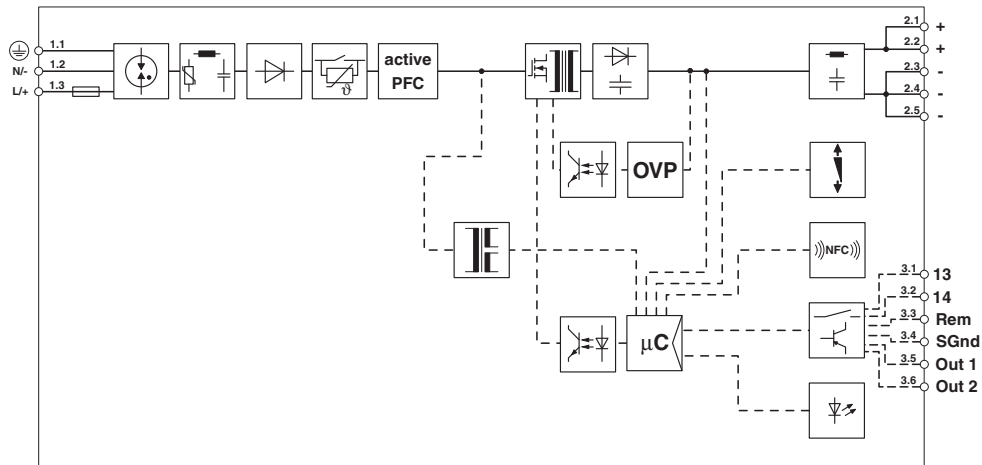 1.1
N/- 1.2
L/+ 1.3
active
PFC
ϑ
2.1 +
2.2 +
2.3 -
2.4 -
2.5 -
OVP
NFC
μC
3.1 13
3.2 14
3.3 Rem
3.4 SGnd
3.5 Out 1
3.6 Out 2